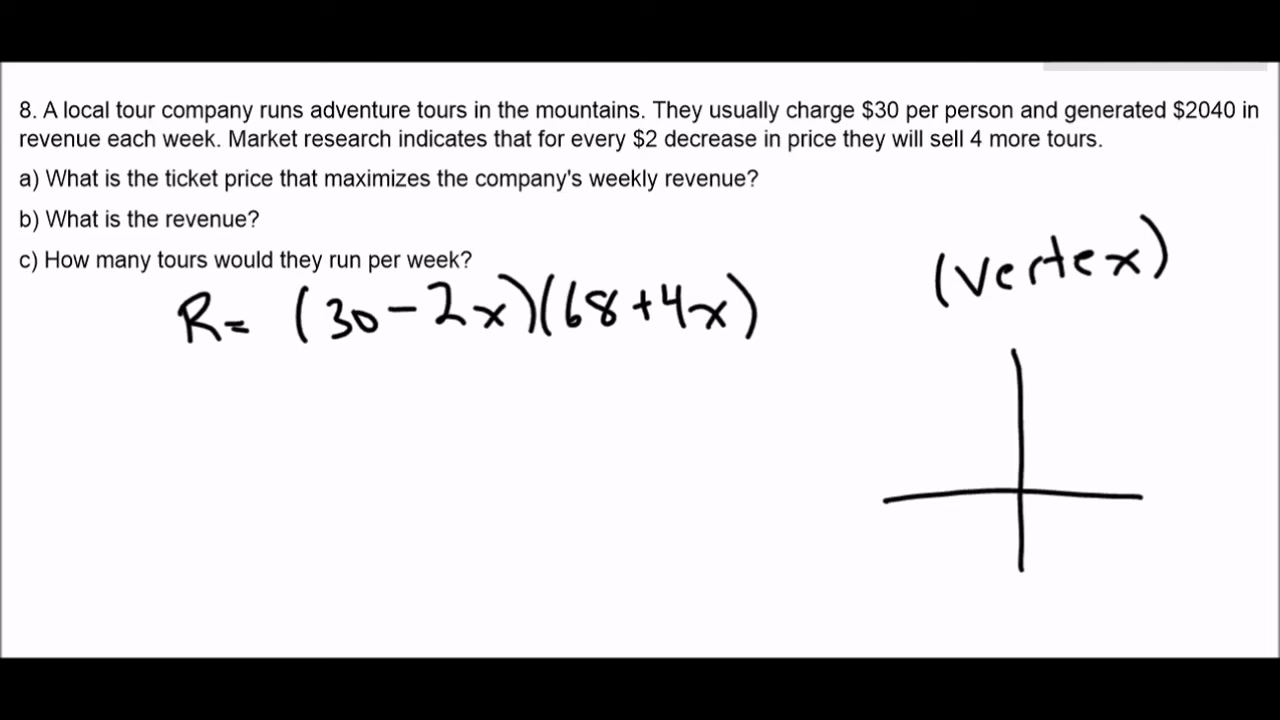 8. A local tour company runs adventure tours in the mountains. They usually charge $30 per person and generated $2040 in
revenue each week. Market research indicates that for every $2 decrease in price they will sell 4 more tours.
a) What is the ticket price that maximizes the company's weekly revenue?
b) What is the revenue?
c) How many tours would they run per week?
(vertex)
R= (30-2x)(68+4x)